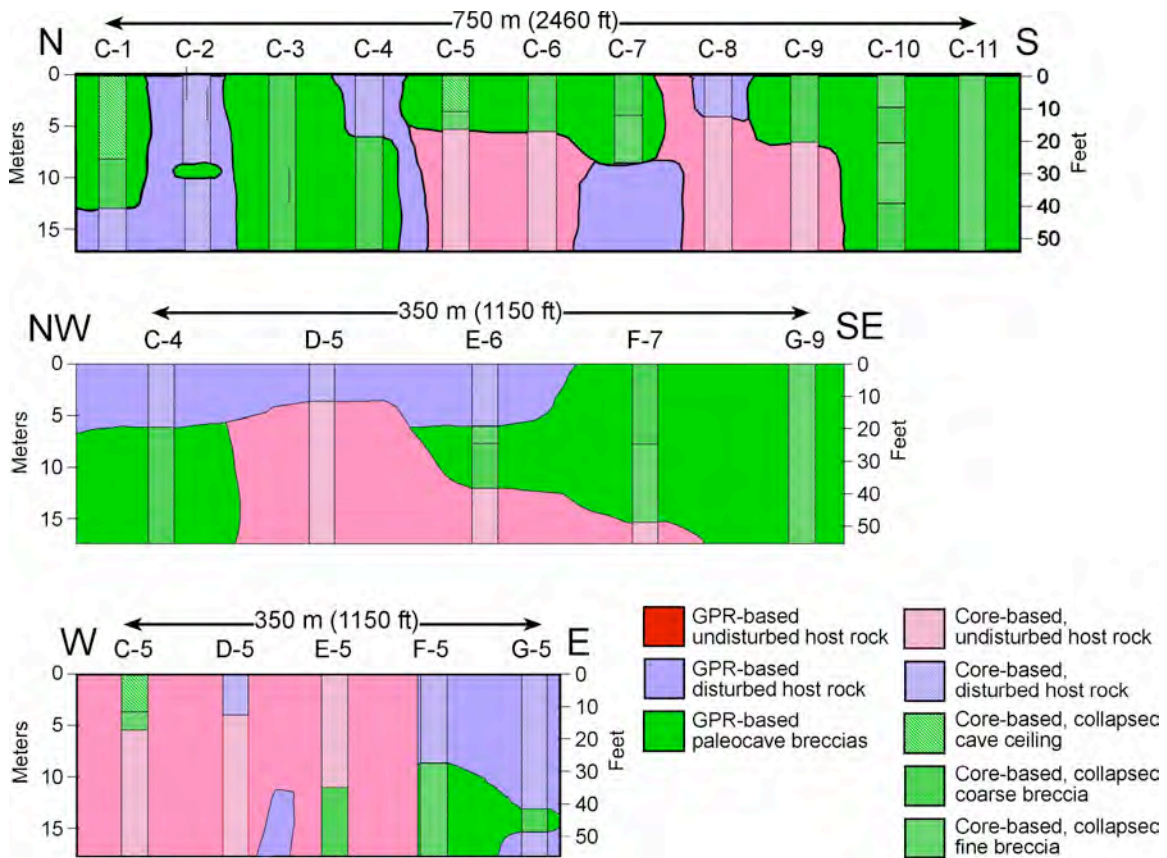 750 m (2460 ft)
N C-1 C-2 C-3 C-4 C-5 C-6 C-7 C-8 C-9 C-10 C-11 S
0 0
5 10
20
10 30
40
15 50
Meters
Feet
350 m (1150 ft)
NW C-4 D-5 E-6 F-7 G-9 SE
0 0
5 10
20
10 30
40
15 50
Meters
Feet
350 m (1150 ft)
W C-5 D-5 E-5 F-5 G-5 E
0 0
5 10
20
10 30
40
15 50
Meters
Feet
GPR-based
undisturbed host rock
GPR-based
disturbed host rock
GPR-based
paleocave breccias
Core-based,
undisturbed host rock
Core-based,
disturbed host rock
Core-based, collapsec
cave ceiling
Core-based, collapsec
coarse breccia
Core-based, collapsec
fine breccia